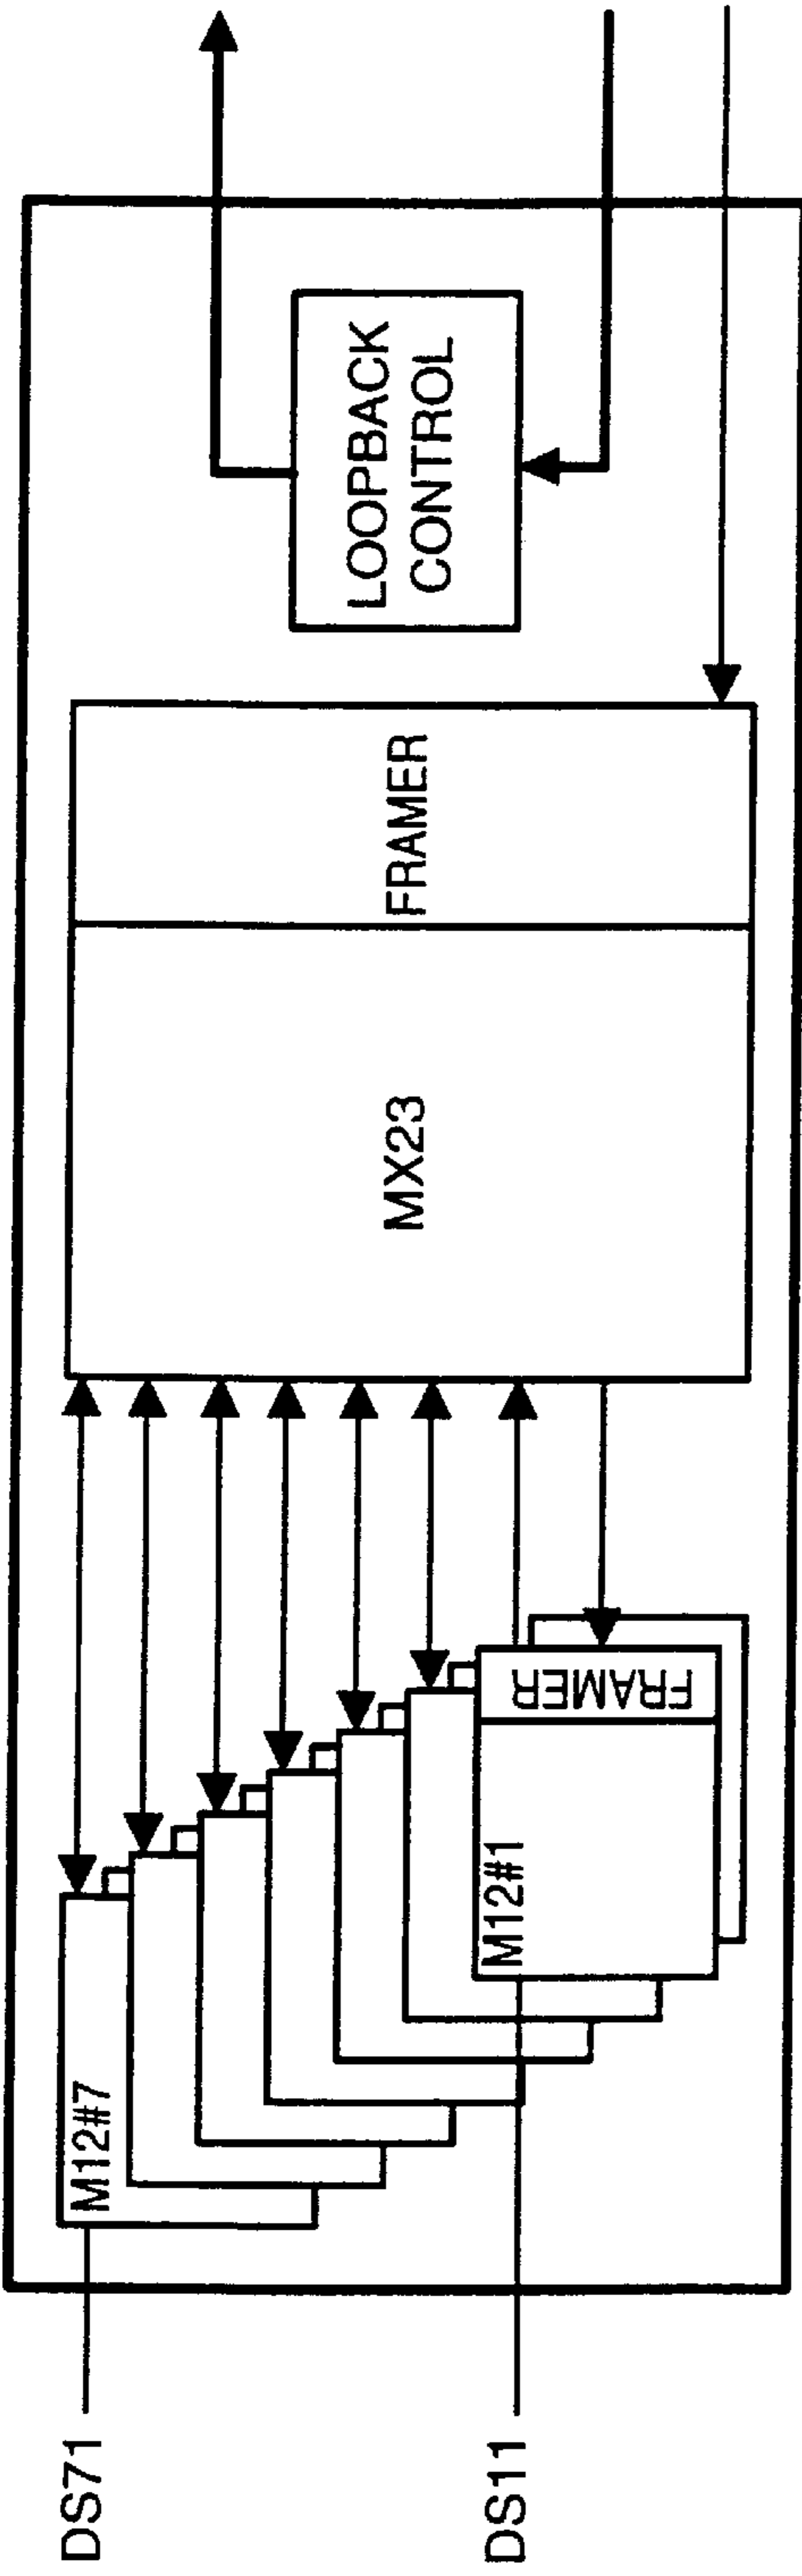 DS71
DS11
M12#7
M12#1
FRAMER
MX23
FRAMER
LOOPBACK
CONTROL